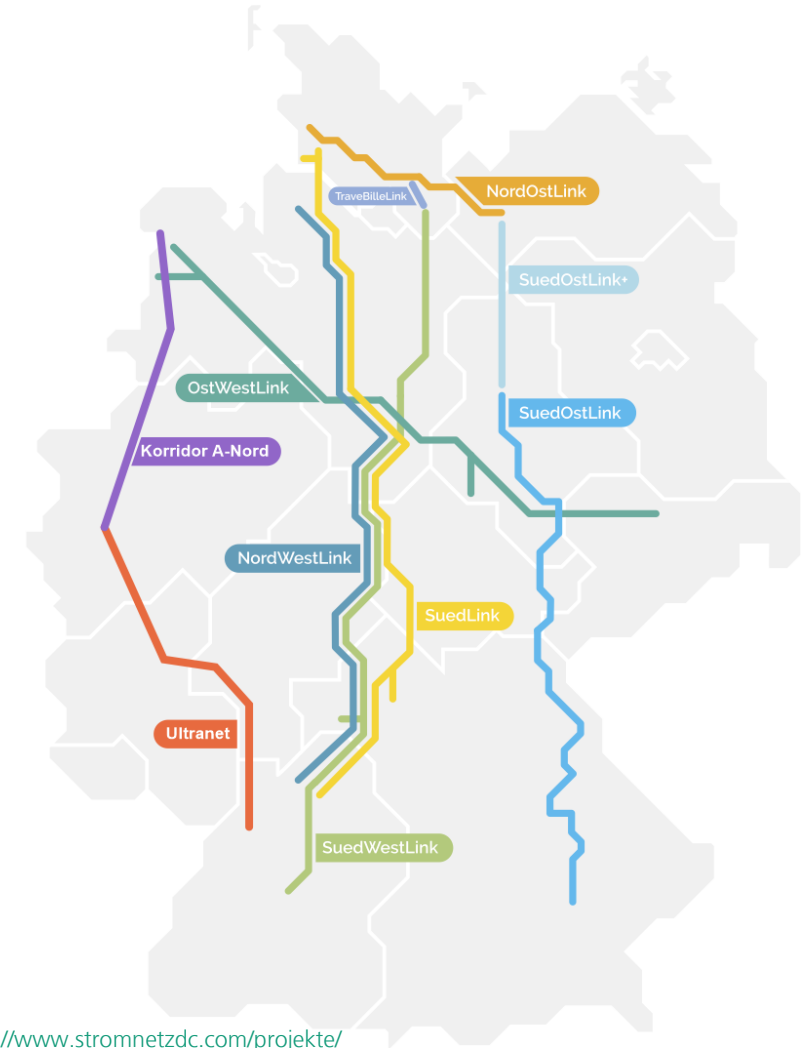 NordOstLink
TraveBilleLink
SuedOstLink+
OstWestLink
SuedOstLink
Korridor A-Nord
NordWestLink
SuedLink
Ultranet
SuedWestLink
//www.stromnetzdc.com/projekte/